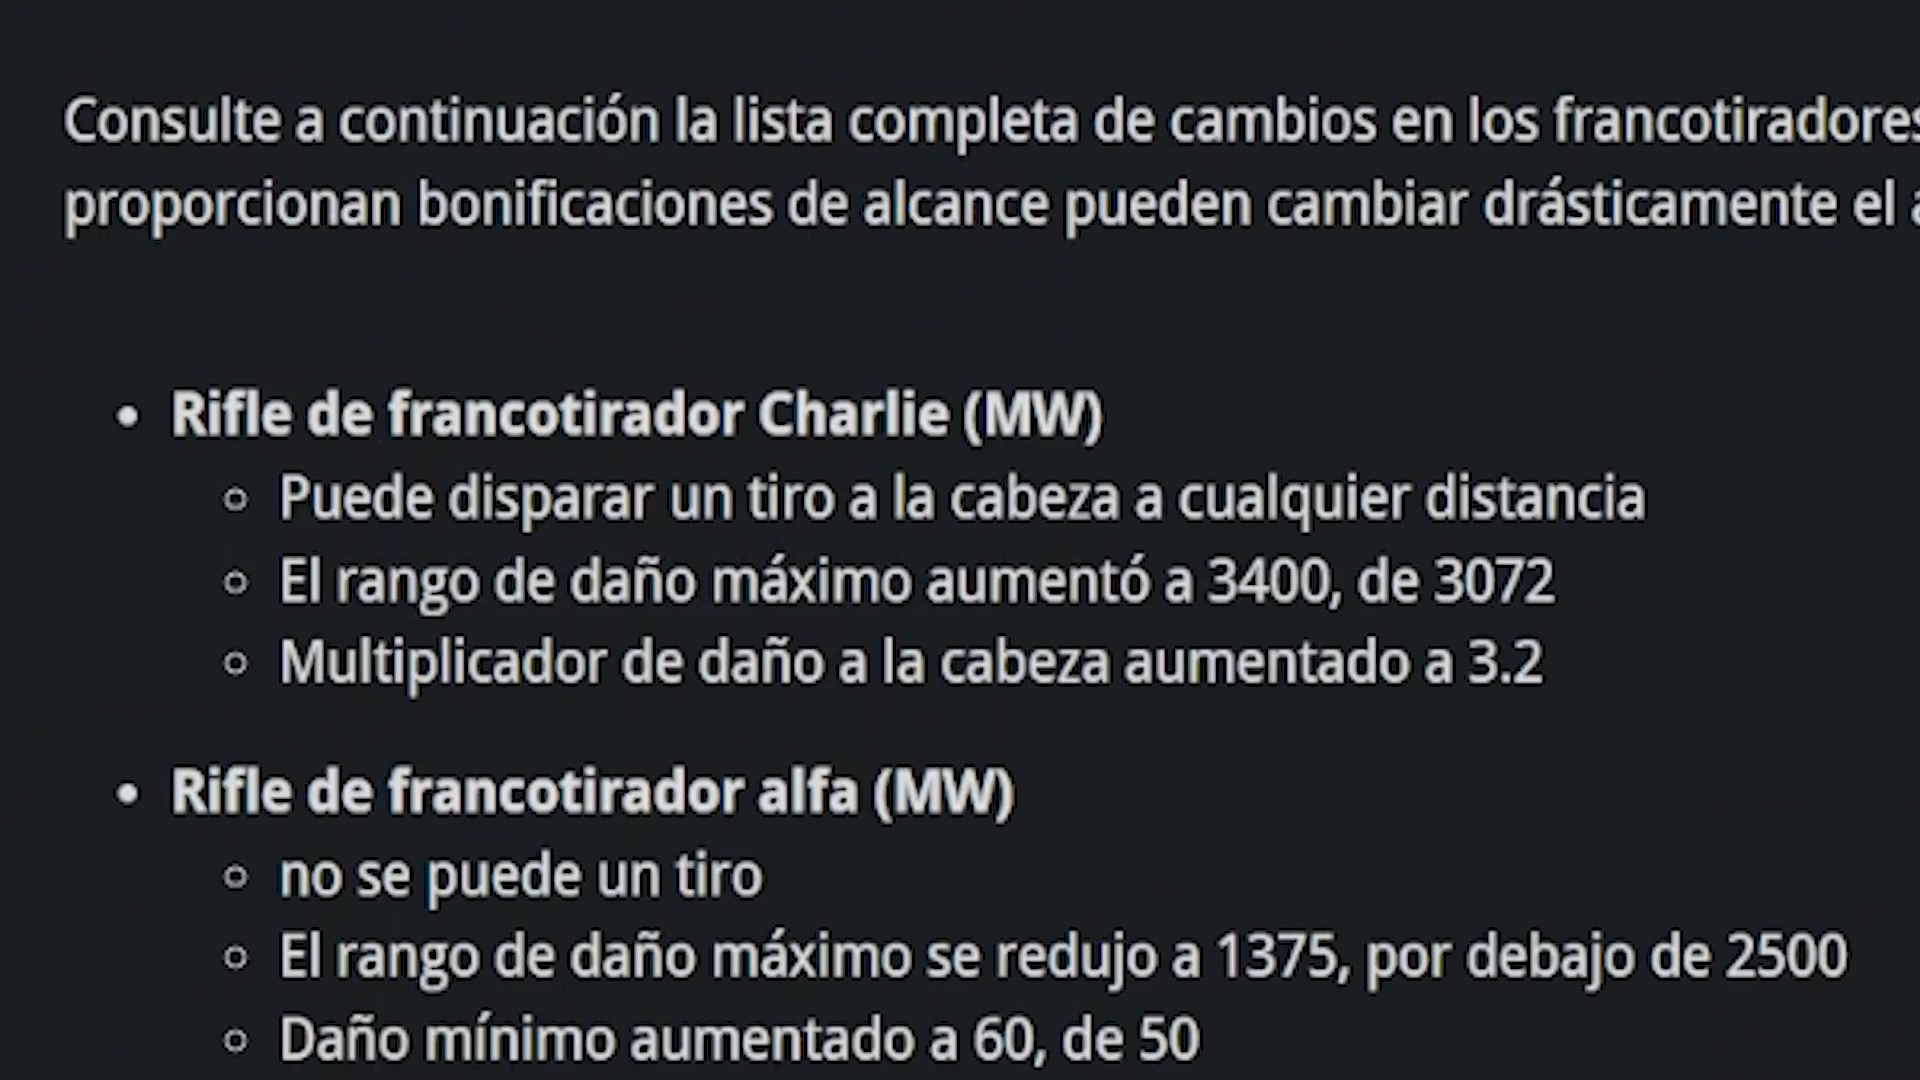 Consulte a continuación la lista completa de cambios en los francotiradores
proporcionan bonificaciones de alcance pueden cambiar drásticamente el
• Rifle de francotirador Charlie (MW)
○ Puede disparar un tiro a la cabeza a cualquier distancia
○ El rango de daño máximo aumentó a 3400, de 3072
○ Multiplicador de daño a la cabeza aumentado a 3.2
• Rifle de francotirador alfa (MW)
○ no se puede un tiro
○ El rango de daño máximo se redujo a 1375, por debajo de 2500
○ Daño mínimo aumentado a 60, de 50